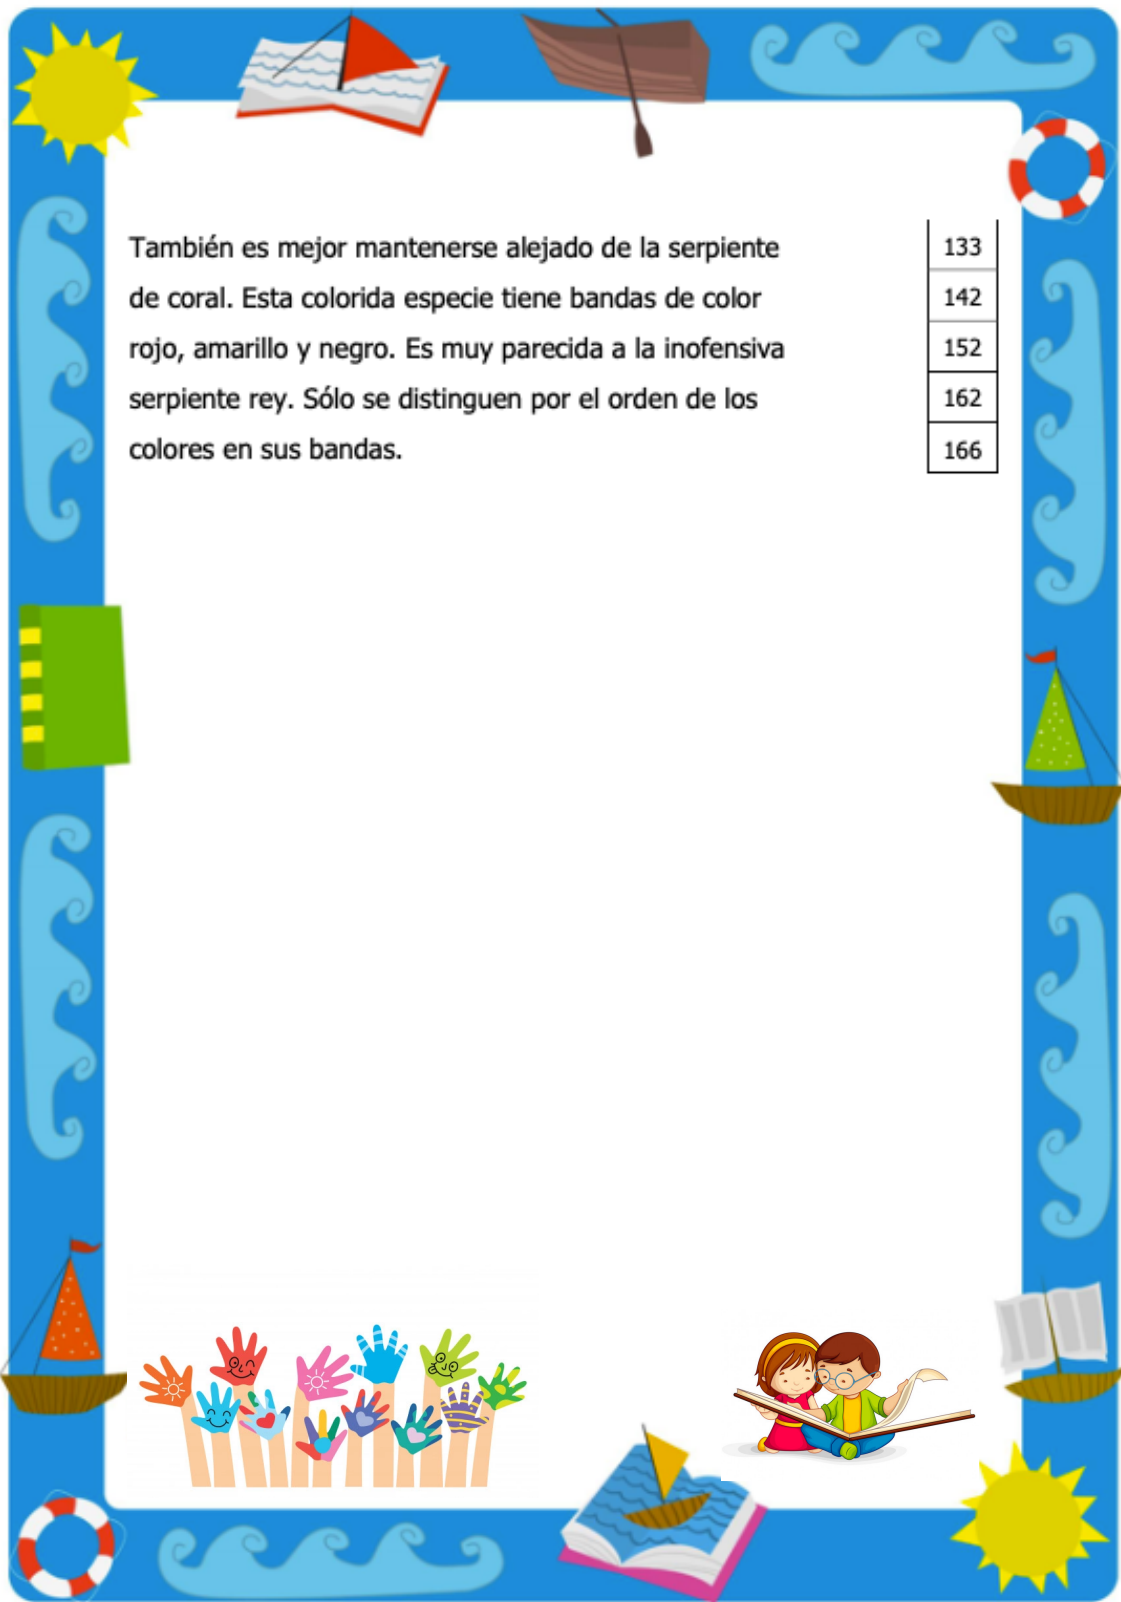 También es mejor mantenerse alejado de la serpiente 133
de coral. Esta colorida especie tiene bandas de color 142
rojo, amarillo y negro. Es muy parecida a la inofensiva 152
serpiente rey. Sólo se distinguen por el orden de los 162
colores en sus bandas. 166